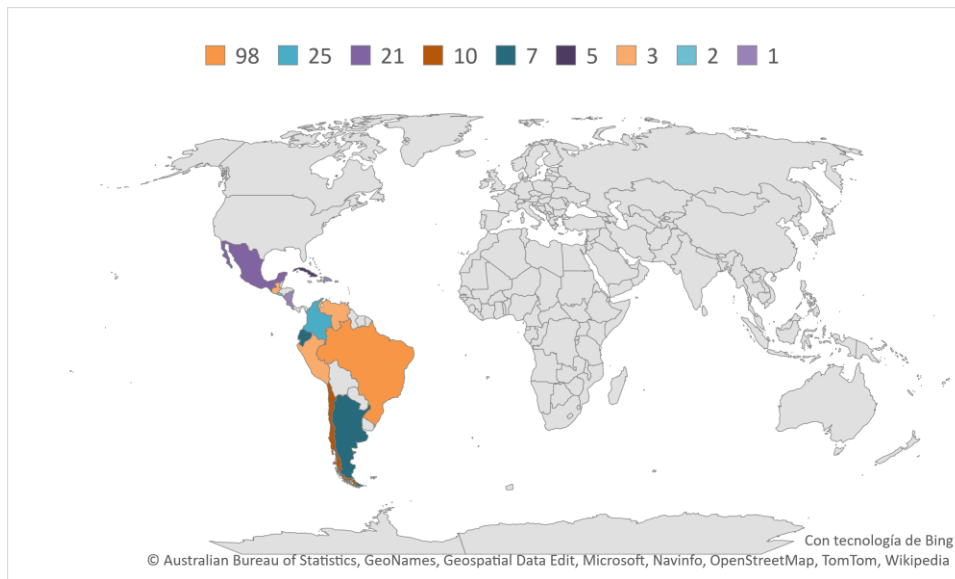 98 25 21 10 7 5 3 2 1
Con tecnología de Bing
© Australian Bureau of Statistics, GeoNames, Geospatial Data Edit, Microsoft, Navinfo, OpenStreetMap, TomTom, Wikipedia